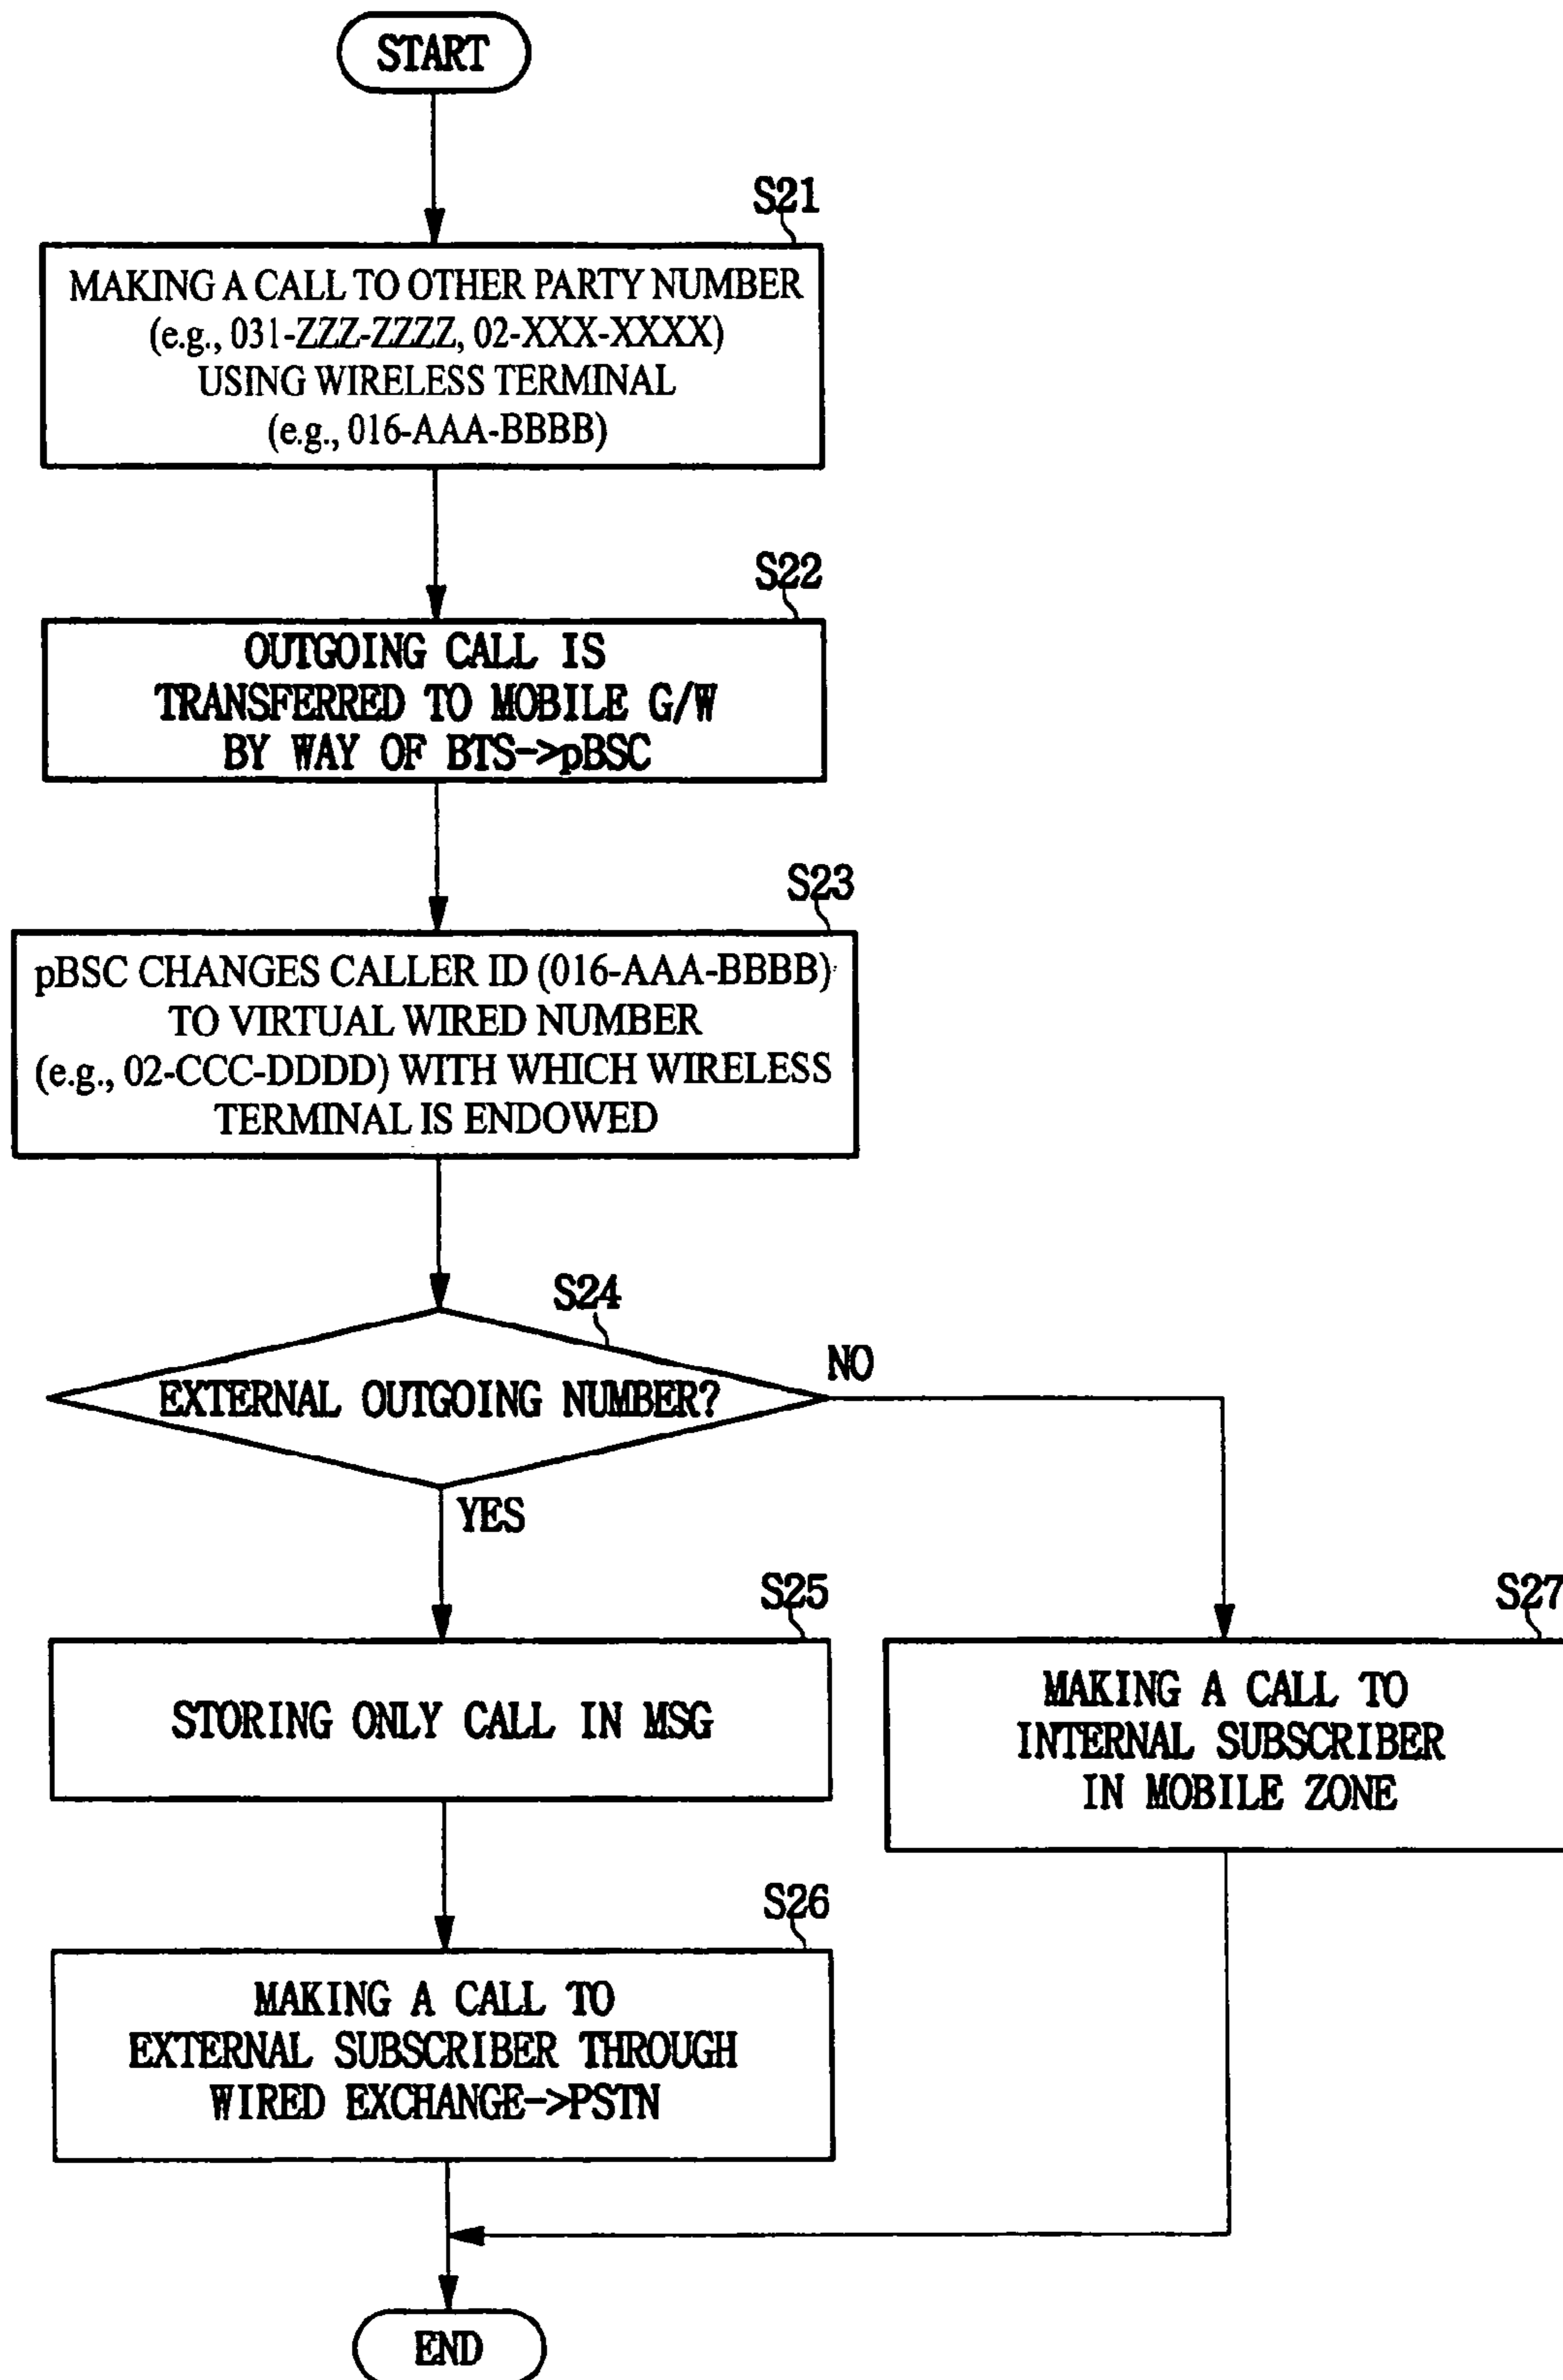 START
S21
MAKING A CALL TO OTHER PARTY NUMBER
(e.g., 031-ZZZ-ZZZZ, 02-XXX-XXXX)
USING WIRELESS TERMINAL
(e.g., 016-AAA-BBBB)
S22
OUTGOING CALL IS
TRANSFERRED TO MOBILE G/W
BY WAY OF BTS->pBSC
S23
pBSC CHANGES CALLER ID (016-AAA-BBBB)
TO VIRTUAL WIRED NUMBER
(e.g., 02-CCC-DDDD) WITH WHICH WIRELESS
TERMINAL IS ENDOWED
S24
EXTERNAL OUTGOING NUMBER?
NO
YES
S25
STORING ONLY CALL IN MSG
S27
MAKING A CALL TO
INTERNAL SUBSCRIBER
IN MOBILE ZONE
S26
MAKING A CALL TO
EXTERNAL SUBSCRIBER THROUGH
WIRED EXCHANGE->PSTN
END